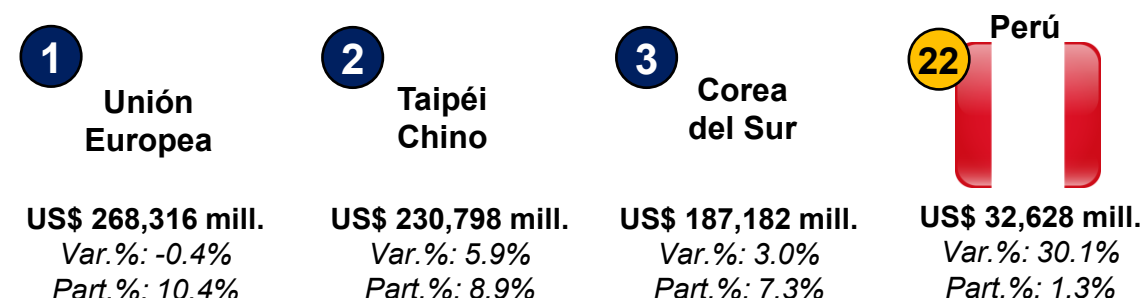 1
Unión
Europea
US$ 268,316 mill.
Var.%: -0.4%
Part.%: 10.4%
2
Taipéi
Chino
US$ 230,798 mill.
Var.%: 5.9%
Part.%: 8.9%
3
Corea
del Sur
US$ 187,182 mill.
Var.%: 3.0%
Part.%: 7.3%
22
Perú
US$ 32,628 mill.
Var.%: 30.1%
Part.%: 1.3%